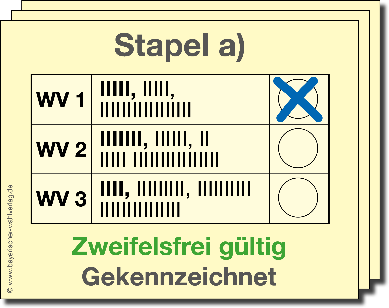 Stapel a)
WV 1
WV 2
WV 3
Zweifelsfrei gültig
Gekennzeichnet